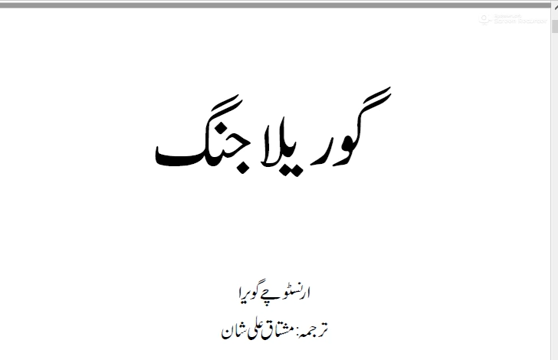 گوریلا جنگ
ارنسٹو چے گویرا
ترجمہ: مشتاق علی شان